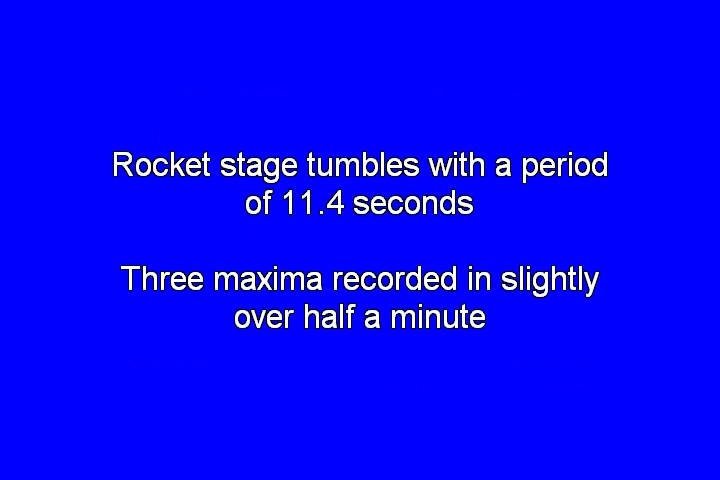 Rocket stage tumbles with a period
of 11.4 seconds
Three maxima recorded in slightly
over half a minute